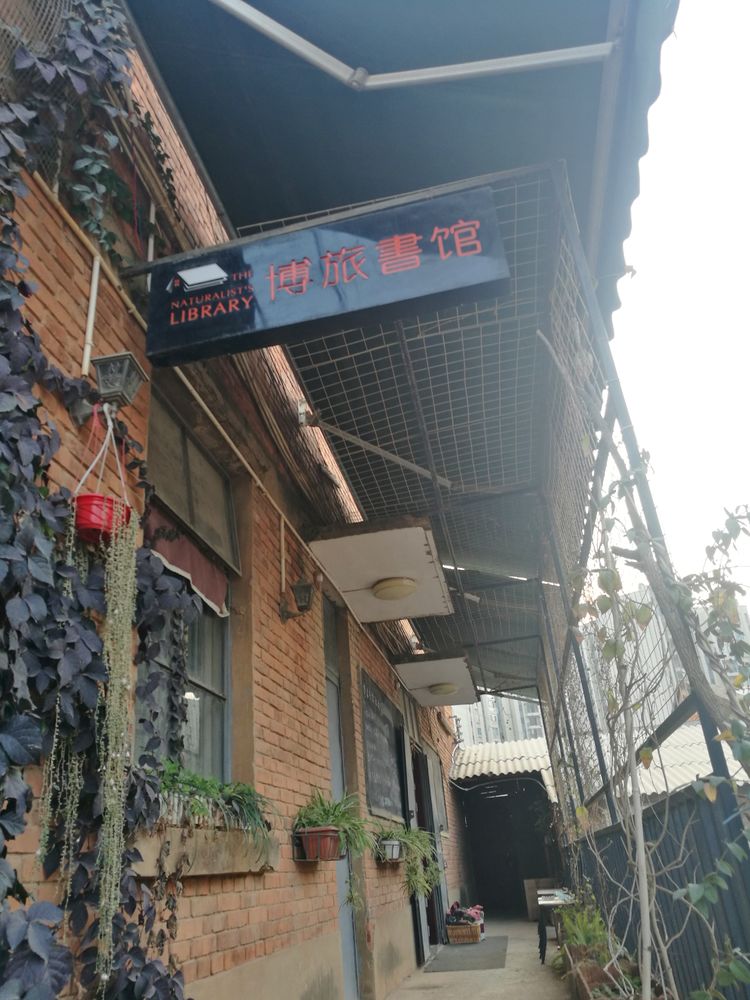 THE
NATURALIST'S
LIBRARY
博旅書馆